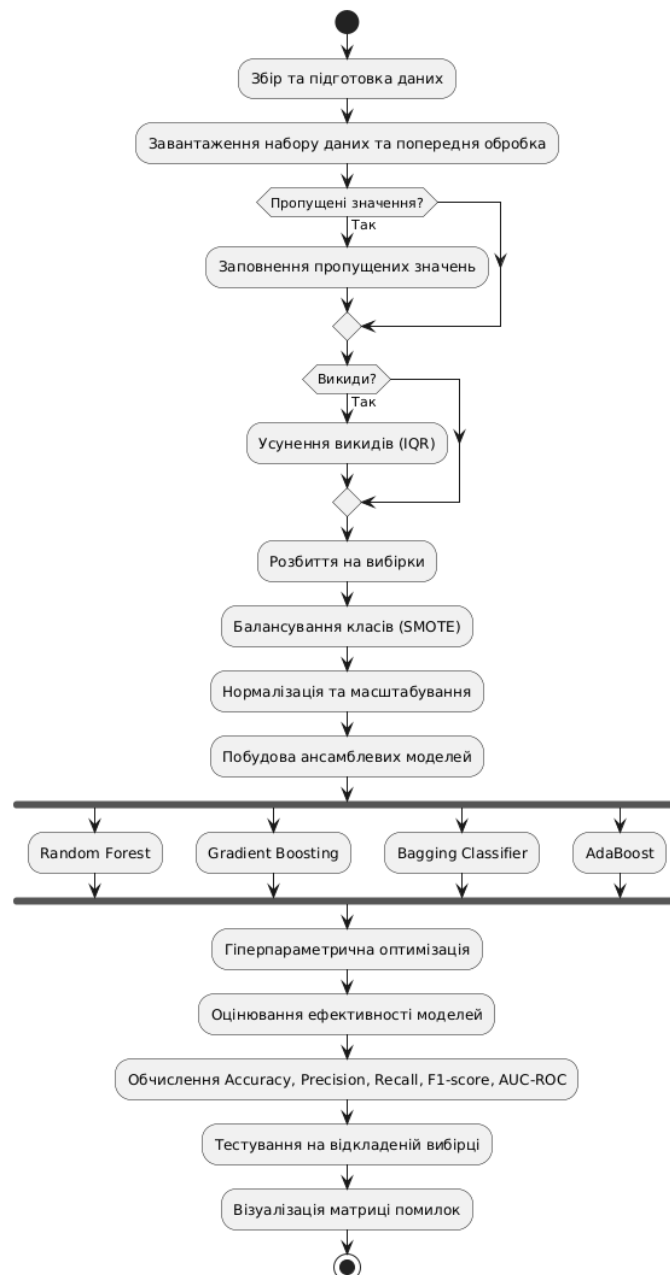 Збір та підготовка даних
Завантаження набору даних та попередня обробка
Пропущені значення?
Так
Заповнення пропущених значень
Викиди?
Так
Усунення викидів (IQR)
Розбиття на вибірки
Балансування класів (SMOTE)
Нормалізація та масштабування
Побудова ансамблевих моделей
Random Forest
Gradient Boosting
Bagging Classifier
AdaBoost
Гіперпараметрична оптимізація
Оцінювання ефективності моделей
Обчислення Accuracy, Precision, Recall, F1-score, AUC-ROC
Тестування на відкладеній вибірці
Візуалізація матриці помилок